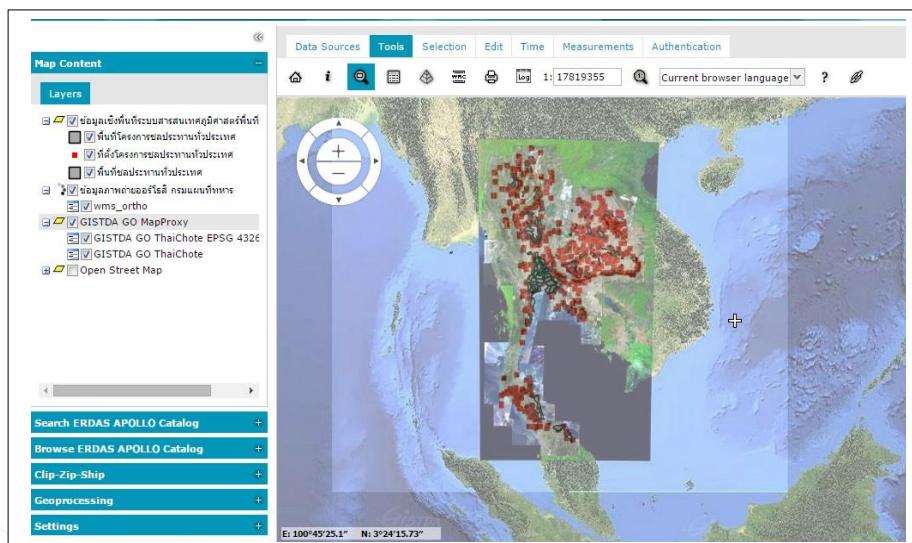 Map Content
Layers
ข้อมูลเชิงพื้นที่ระบบสารสนเทศภูมิศาสตร์พื้นที่
พื้นที่โครงการชลประทานทั่วประเทศ
ที่ตั้งโครงการชลประทานทั่วประเทศ
พื้นที่ชลประทานทั่วประเทศ
ข้อมูลภาพถ่ายออร์โธสี กรมแผนที่ทหาร
wms_ortho
GISTDA GO MapProxy
GISTDA GO ThaiChote EPSG 4326
GISTDA GO ThaiChote
Open Street Map
Search ERDAS APOLLO Catalog
Browse ERDAS APOLLO Catalog
Clip-Zip-Ship
Geoprocessing
Settings
Data Sources Tools Selection Edit Time Measurements Authentication
i WMC Log 1: 17819355 Current browser language ?
E: 100°45'25.1" N: 3°24'15.73"